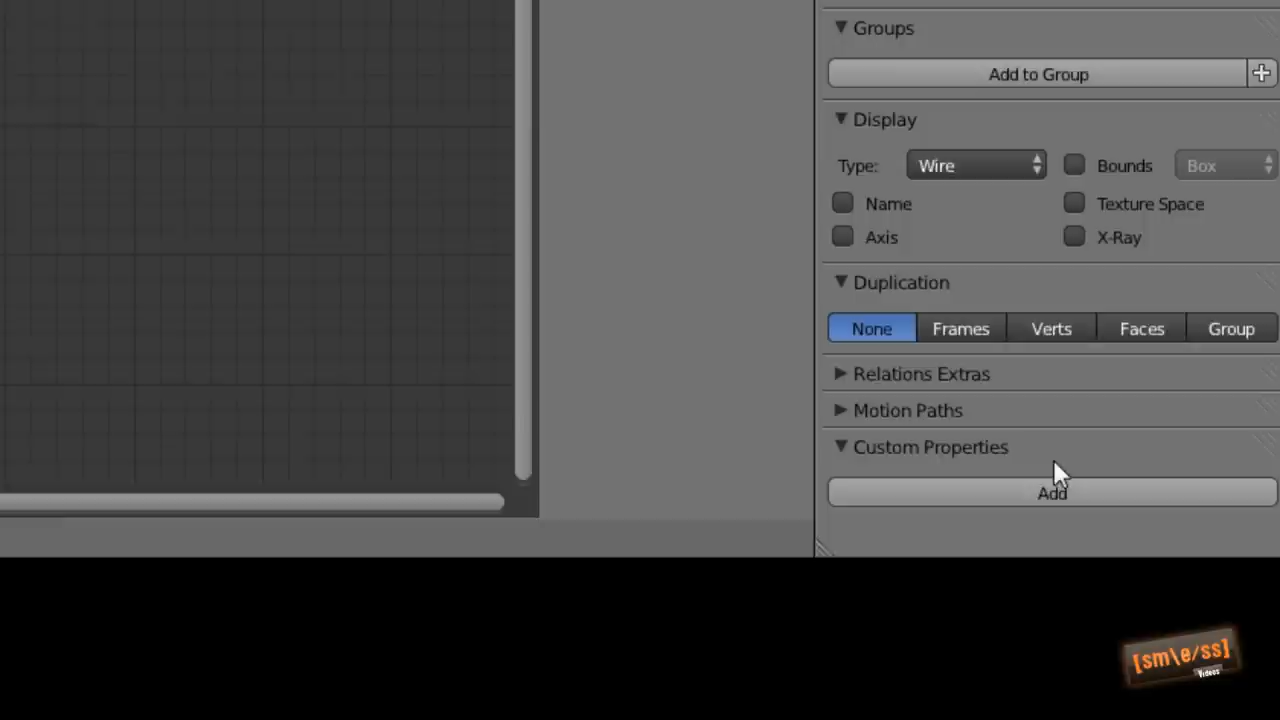 Groups
Add to Group
Display
Type: Wire Bounds Box
Name Texture Space
Axis X-Ray
Duplication
None Frames Verts Faces Group
Relations Extras
Motion Paths
Custom Properties
Add
[sm\e/ss]
Videos